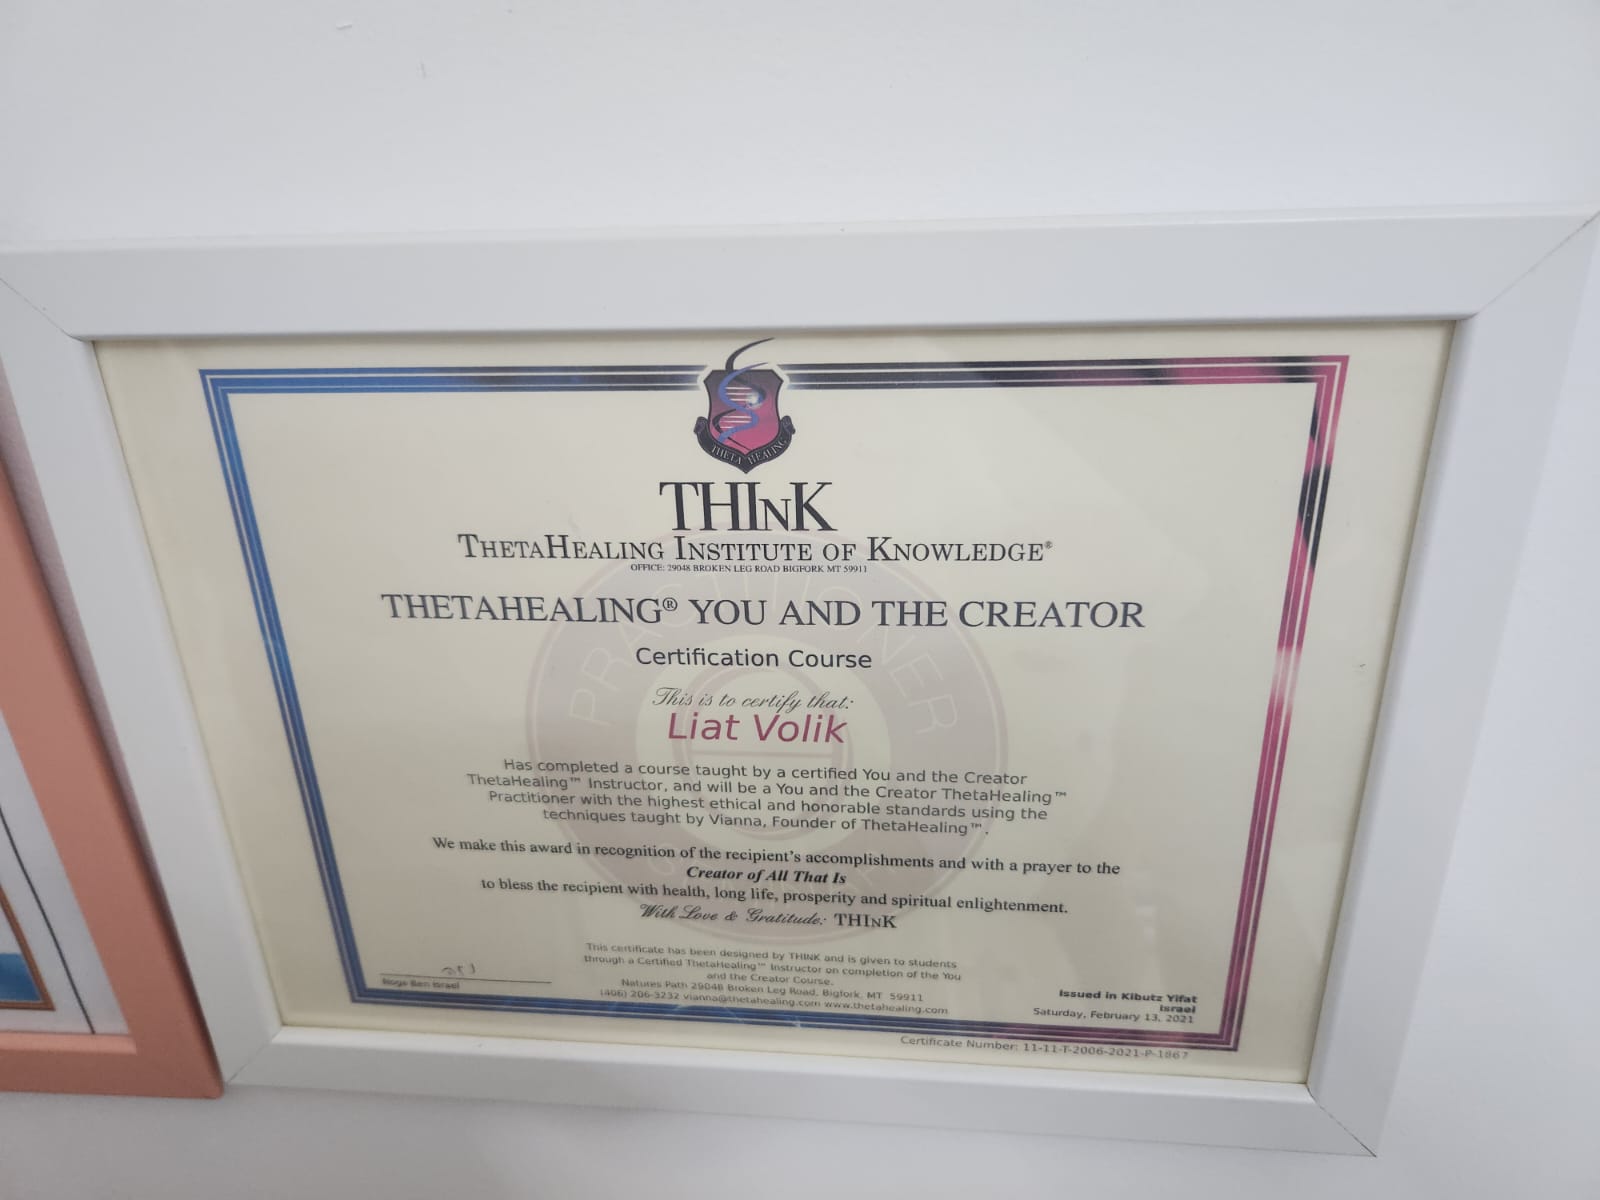 THETA HEALING
THInK
THETAHEALING INSTITUTE OF KNOWLEDGE®
OFFICE: 29048 BROKEN LEG ROAD BIGFORK MT 59911
THETAHEALING® YOU AND THE CREATOR
Certification Course
This is to certify that:
Liat Volik
Has completed a course taught by a certified You and the Creator
ThetaHealing™ Instructor, and will be a You and the Creator ThetaHealing™
Practitioner with the highest ethical and honorable standards using the
techniques taught by Vianna, Founder of ThetaHealing™.
We make this award in recognition of the recipient's accomplishments and with a prayer to the
Creator of All That Is
to bless the recipient with health, long life, prosperity and spiritual enlightenment.
With Love & Gratitude: THInK
PRACTITIONER
This certificate has been designed by THINK and is given to students
through a Certified ThetaHealing™ Instructor on completion of the You
and the Creator Course.
Natures Path 29048 Broken Leg Road, Bigfork, MT 59911
(406) 206-3232 vianna@thetahealing.com www.thetahealing.com
Noga Ben Israel
Issued in Kibutz Yifat
Israel
Saturday, February 13, 2021
Certificate Number: 11-11-T-2006-2021-P-1867